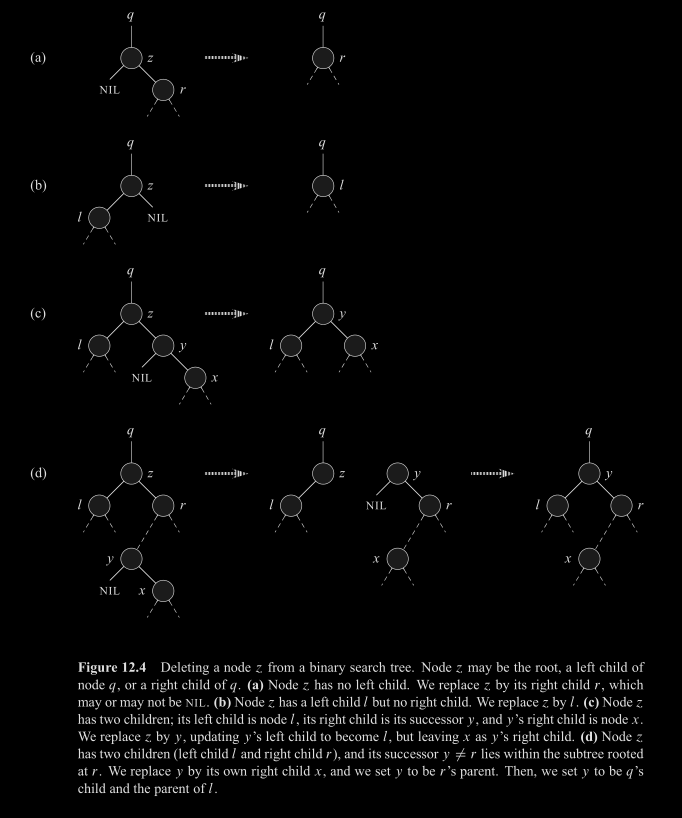 q q
(a) z r
NIL r
q q
(b) z l
l NIL
q q
(c) z y
l y l x
NIL x
q q q
(d) z z y y
l r l NIL r l r
y x x
NIL x
Figure 12.4 Deleting a node z from a binary search tree. Node z may be the root, a left child of
node q, or a right child of q. (a) Node z has no left child. We replace z by its right child r, which
may or may not be NIL. (b) Node z has a left child l but no right child. We replace z by l. (c) Node z
has two children; its left child is node l, its right child is its successor y, and y's right child is node x.
We replace z by y, updating y's left child to become l, but leaving x as y's right child. (d) Node z
has two children (left child l and right child r), and its successor y ≠ r lies within the subtree rooted
at r. We replace y by its own right child x, and we set y to be r's parent. Then, we set y to be q's
child and the parent of l.